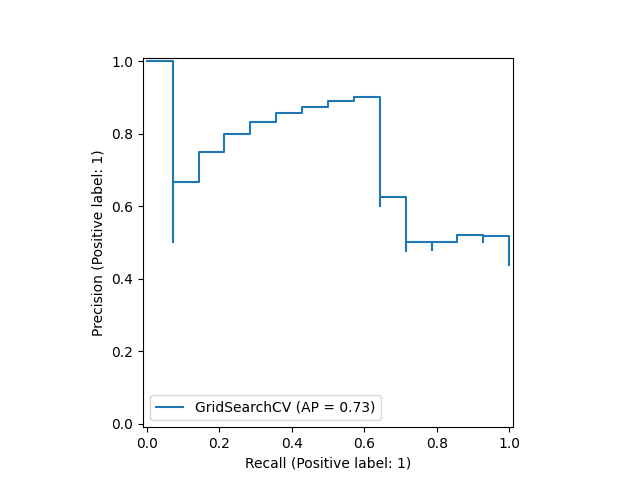 1.0
0.8
0.6
0.4
0.2
0.0
Precision (Positive label: 1)
GridSearchCV (AP = 0.73)
0.0 0.2 0.4 0.6 0.8 1.0
Recall (Positive label: 1)